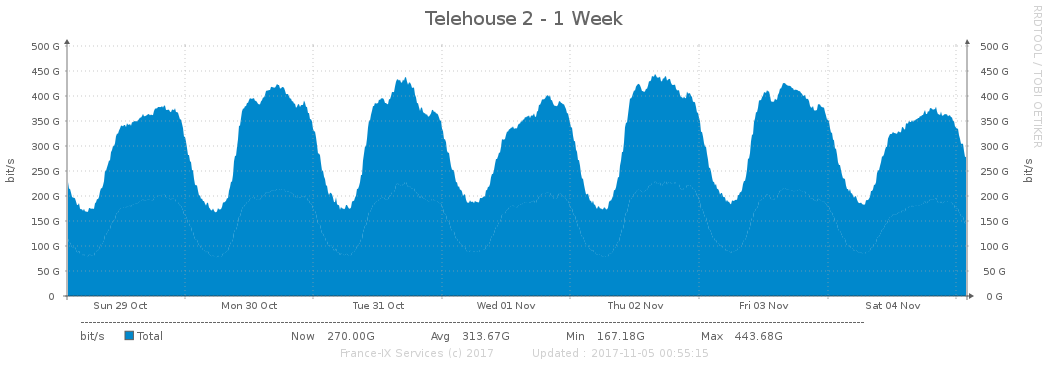 Telehouse 2 - 1 Week
RRDTOOL / TOBI OETIKER
bit/s
500 G
450 G
400 G
350 G
300 G
250 G
200 G
150 G
100 G
50 G
0
500 G
450 G
400 G
350 G
300 G
250 G
200 G
150 G
100 G
50 G
0 G
bit/s
Sun 29 Oct Mon 30 Oct Tue 31 Oct Wed 01 Nov Thu 02 Nov Fri 03 Nov Sat 04 Nov
bit/s Total Now 270.00G Avg 313.67G Min 167.18G Max 443.68G
France-IX Services (c) 2017 Updated : 2017-11-05 00:55:15